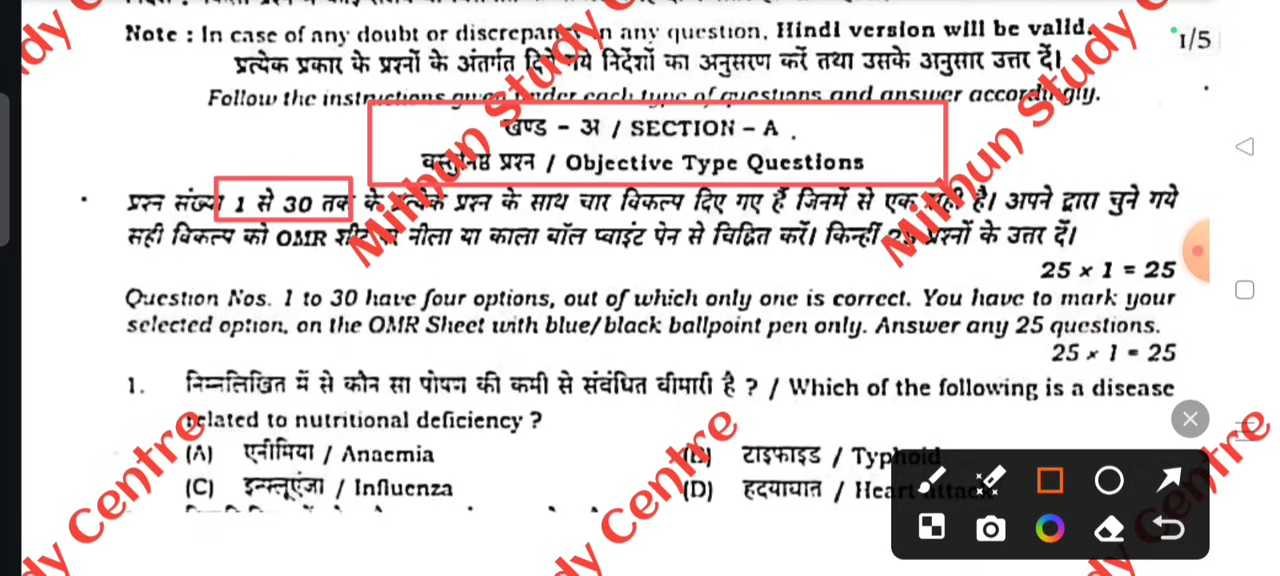 Note : In case of any doubt or discrepancy in any question, Hindi version will be valid.
1/5
प्रत्येक प्रकार के प्रश्नों के अंतर्गत दिये गये निर्देशों का अनुसरण करें तथा उसके अनुसार उत्तर दें।
Follow the instructions given under each type of questions and answer accordingly.
खण्ड - अ / SECTION - A .
वस्तुनिष्ठ प्रश्न / Objective Type Questions
प्रश्न संख्या 1 से 30 तक के प्रत्येक प्रश्न के साथ चार विकल्प दिए गए हैं जिनमें से एक सही है। अपने द्वारा चुने गये
सही विकल्प को OMR शीट पर नीला या काला बॉल प्वाइंट पेन से चिह्नित करें। किन्हीं 25 प्रश्नों के उत्तर दें।
25 × 1 = 25
Question Nos. 1 to 30 have four options, out of which only one is correct. You have to mark your
selected option, on the OMR Sheet with blue/black ballpoint pen only. Answer any 25 questions.
25 × 1 = 25
1. निम्नलिखित में से कौन सा पोषण की कमी से संबंधित बीमारी है ? / Which of the following is a disease
related to nutritional deficiency ?
(A) एनीमिया / Anaemia
(B) टाइफाइड / Typhoid
(C) इन्फ्लूएंजा / Influenza
(D) हृदयाघात / Heart attack
dy Centre
Mithun Study C
Mithun Study C
dy Centre
dy Centre